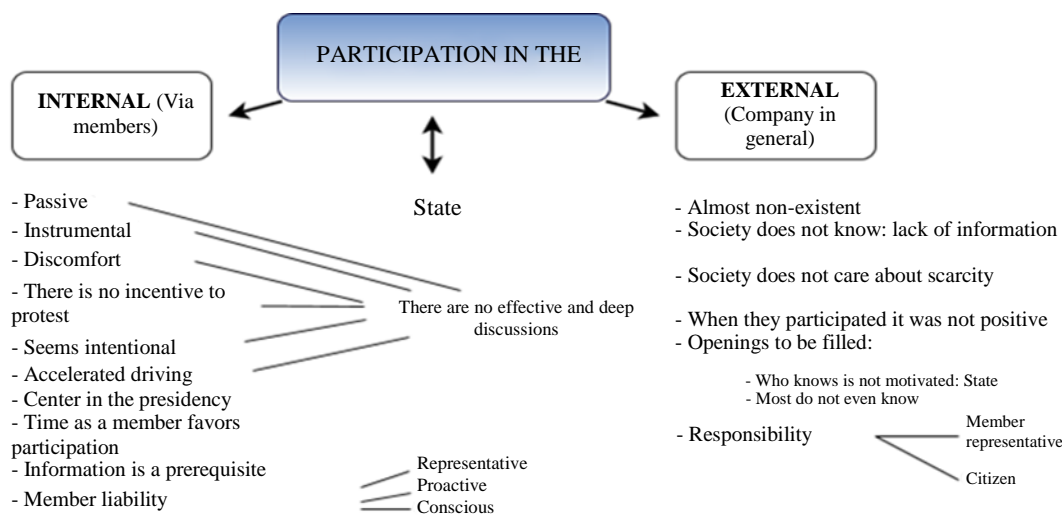 PARTICIPATION IN THE
INTERNAL (Via
members)
EXTERNAL
(Company in
general)
State
- Passive
- Instrumental
- Discomfort
- There is no incentive to
protest
- Seems intentional
- Accelerated driving
- Center in the presidency
- Time as a member favors
participation
- Information is a prerequisite
- Member liability
There are no effective and deep
discussions
Representative
Proactive
Conscious
- Almost non-existent
- Society does not know: lack of information
- Society does not care about scarcity
- When they participated it was not positive
- Openings to be filled:
- Who knows is not motivated: State
- Most do not even know
- Responsibility
Member
representative
Citizen